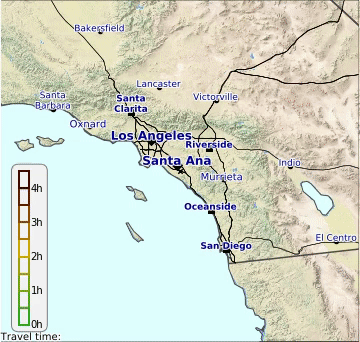 Bakersfield
Lancaster
Santa
Barbara
Santa
Clarita
Victorville
Oxnard
Los Angeles
Riverside
Santa Ana
Indio
Murrieta
Oceanside
San Diego
El Centro
4h
3h
2h
1h
0h
Travel time: